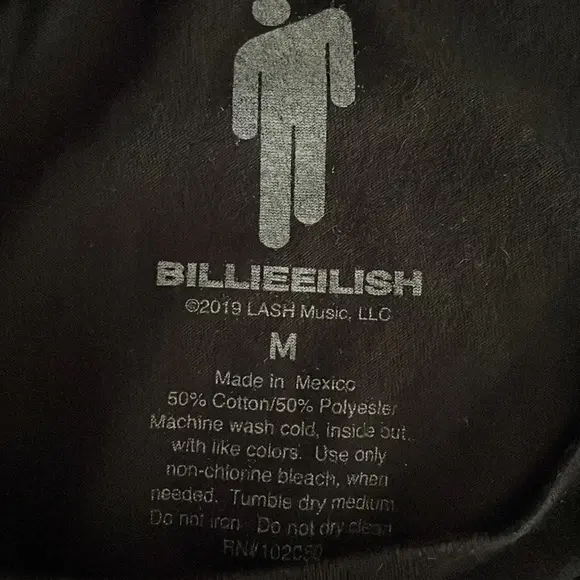 BILLIEEILISH
©2019 LASH Music, LLC
M
Made in Mexico
50% Cotton/50% Polyester
Machine wash cold, inside out,
with like colors. Use only
non-chlorine bleach, when
needed. Tumble dry medium.
Do not iron. Do not dry clean